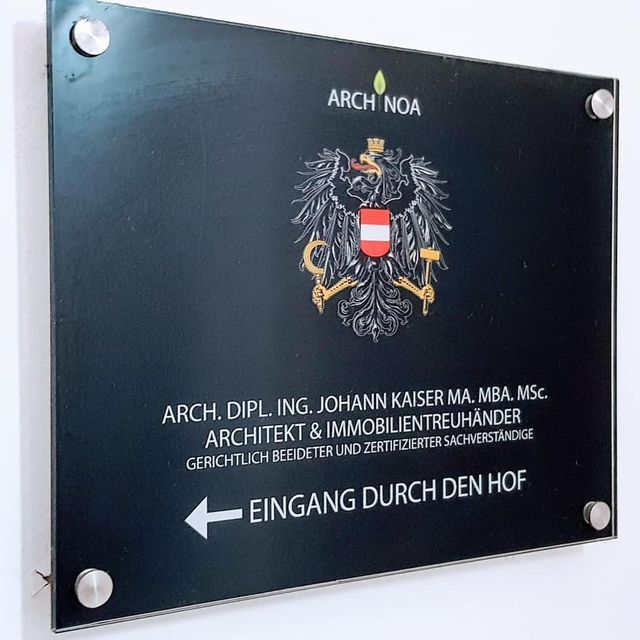 ARCH NOA
ARCH. DIPL. ING. JOHANN KAISER MA. MBA. MSc.
ARCHITEKT & IMMOBILIENTREUHÄNDER
GERICHTLICH BEEIDETER UND ZERTIFIZIERTER SACHVERSTÄNDIGE
EINGANG DURCH DEN HOF